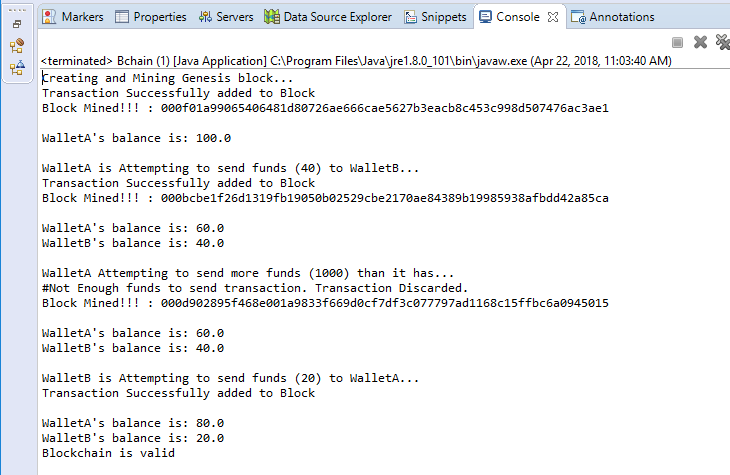 Markers Properties Servers Data Source Explorer Snippets Console Annotations
<terminated> Bchain (1) [Java Application] C:\Program Files\Java\jre1.8.0_101\bin\javaw.exe (Apr 22, 2018, 11:03:40 AM)
Creating and Mining Genesis block...
Transaction Successfully added to Block
Block Mined!!! : 000f01a99065406481d80726ae666cae5627b3eacb8c453c998d507476ac3ae1
WalletA's balance is: 100.0
WalletA is Attempting to send funds (40) to WalletB...
Transaction Successfully added to Block
Block Mined!!! : 000bcbe1f26d1319fb19050b02529cbe2170ae84389b19985938afbdd42a85ca
WalletA's balance is: 60.0
WalletB's balance is: 40.0
WalletA Attempting to send more funds (1000) than it has...
#Not Enough funds to send transaction. Transaction Discarded.
Block Mined!!! : 000d902895f468e001a9833f669d0cf7df3c077797ad1168c15ffbc6a0945015
WalletA's balance is: 60.0
WalletB's balance is: 40.0
WalletB is Attempting to send funds (20) to WalletA...
Transaction Successfully added to Block
WalletA's balance is: 80.0
WalletB's balance is: 20.0
Blockchain is valid